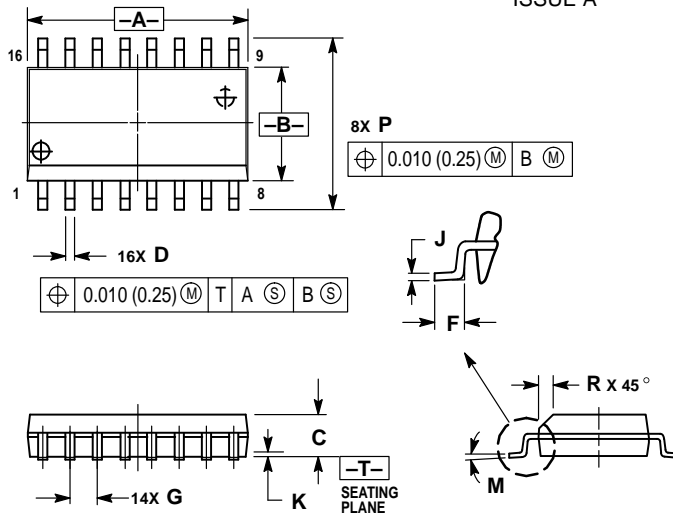 ISSUE A
–A–
16
9
–B–
8X P
⌖ 0.010 (0.25) Ⓜ B Ⓜ
1
8
16X D
⌖ 0.010 (0.25) Ⓜ T A Ⓢ B Ⓢ
J
F
R X 45°
C
–T–
SEATING
PLANE
14X G
K
M